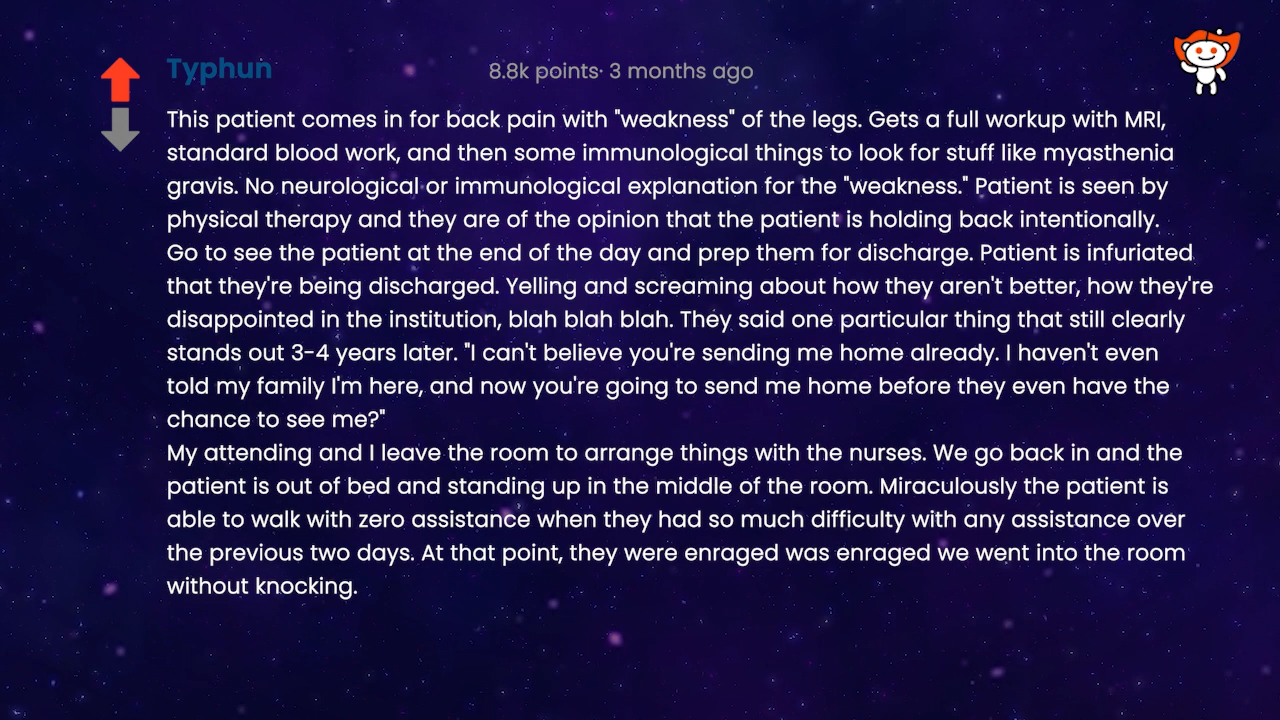 Typhun
8.8k points· 3 months ago
This patient comes in for back pain with "weakness" of the legs. Gets a full workup with MRI,
standard blood work, and then some immunological things to look for stuff like myasthenia
gravis. No neurological or immunological explanation for the "weakness." Patient is seen by
physical therapy and they are of the opinion that the patient is holding back intentionally.
Go to see the patient at the end of the day and prep them for discharge. Patient is infuriated
that they're being discharged. Yelling and screaming about how they aren't better, how they're
disappointed in the institution, blah blah blah. They said one particular thing that still clearly
stands out 3-4 years later. "I can't believe you're sending me home already. I haven't even
told my family I'm here, and now you're going to send me home before they even have the
chance to see me?"
My attending and I leave the room to arrange things with the nurses. We go back in and the
patient is out of bed and standing up in the middle of the room. Miraculously the patient is
able to walk with zero assistance when they had so much difficulty with any assistance over
the previous two days. At that point, they were enraged was enraged we went into the room
without knocking.